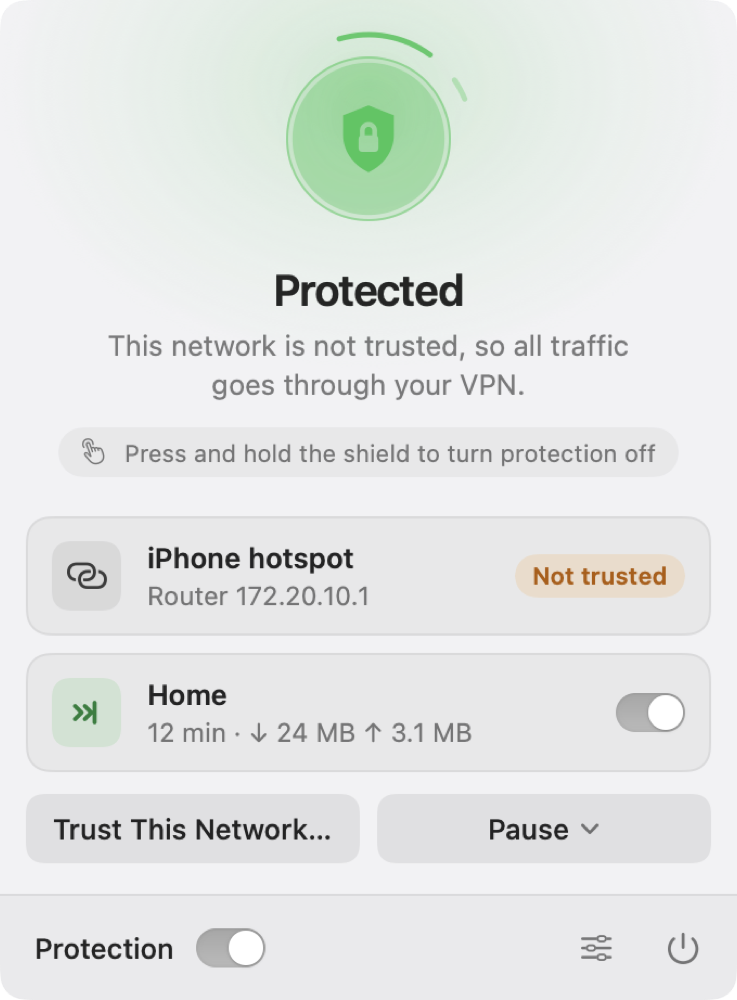 Protected
This network is not trusted, so all traffic
goes through your VPN.
Press and hold the shield to turn protection off
iPhone hotspot
Not trusted
Router 172.20.10.1
Home
12 min · ↓ 24 MB ↑ 3.1 MB
Trust This Network...
Pause
Protection